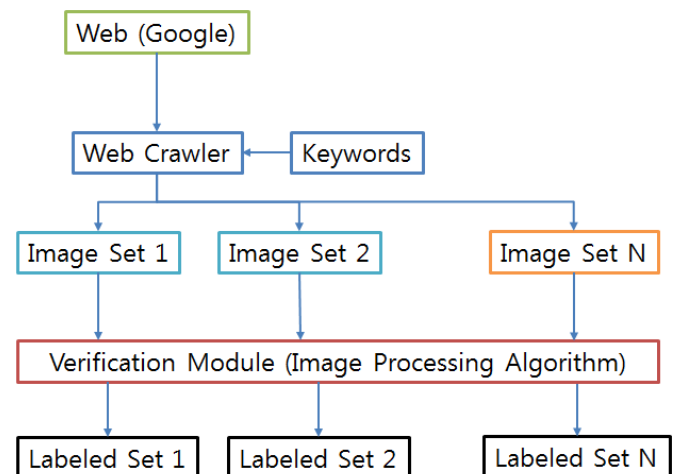 Web (Google)
Web Crawler
Keywords
Image Set 1
Image Set 2
Image Set N
Verification Module (Image Processing Algorithm)
Labeled Set 1
Labeled Set 2
Labeled Set N